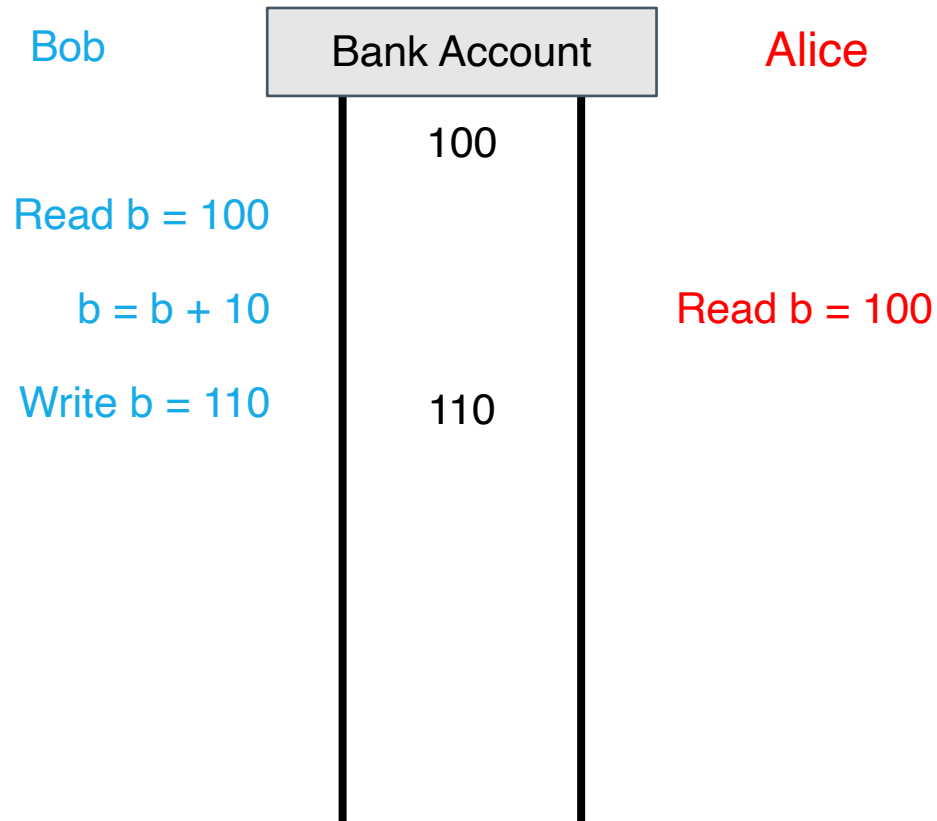 Bob
Bank Account
Alice
100
Read b = 100
b = b + 10
Read b = 100
Write b = 110
110